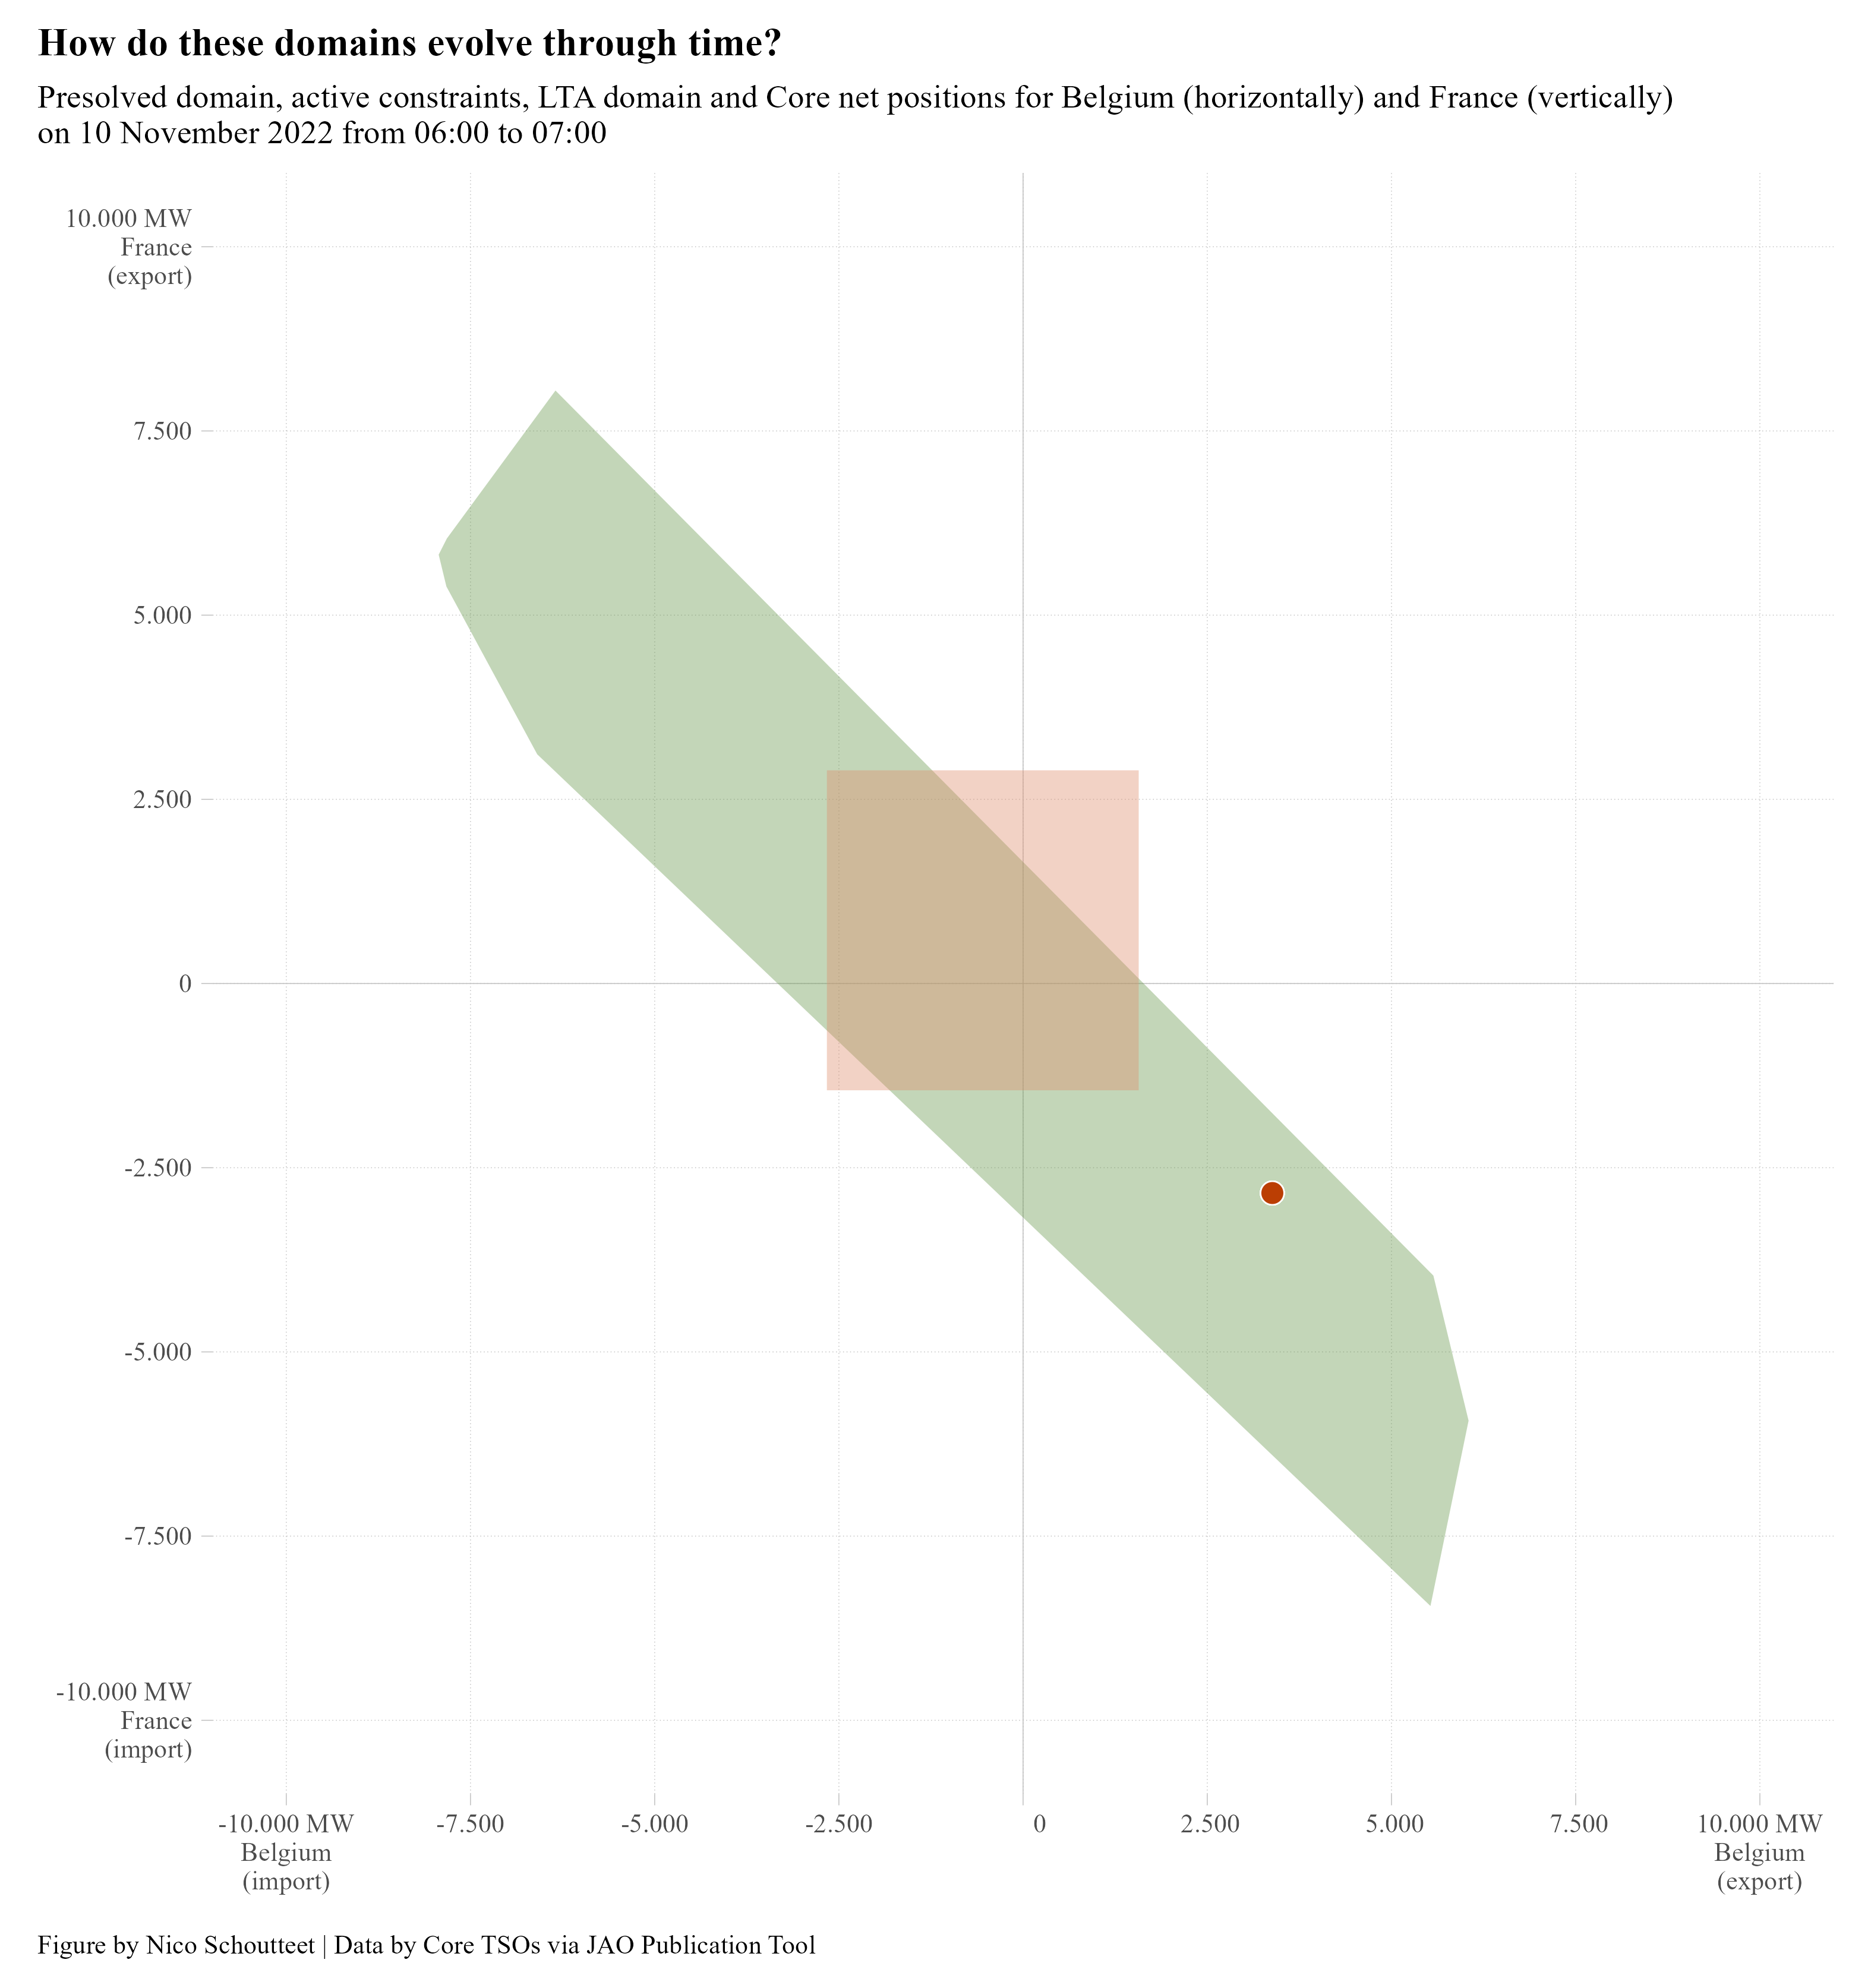 How do these domains evolve through time?
Presolved domain, active constraints, LTA domain and Core net positions for Belgium (horizontally) and France (vertically)
on 10 November 2022 from 06:00 to 07:00
10.000 MW
France
(export)
7.500
5.000
2.500
0
-2.500
-5.000
-7.500
-10.000 MW
France
(import)
-10.000 MW
Belgium
(import)
-7.500
-5.000
-2.500
0
2.500
5.000
7.500
10.000 MW
Belgium
(export)
Figure by Nico Schoutteet | Data by Core TSOs via JAO Publication Tool